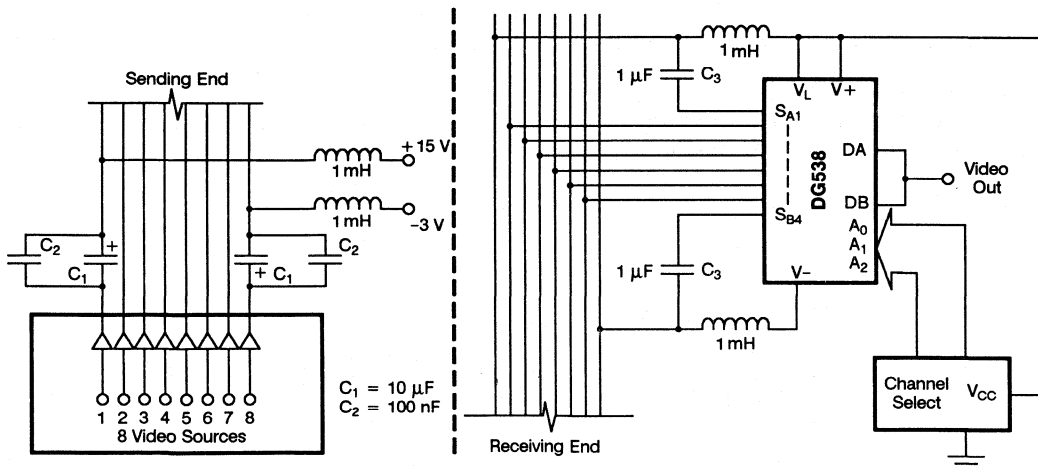 Sending End
+15 V
1 mH
1 mH
−3 V
C2
+
C1
+ C1
C2
1 2 3 4 5 6 7 8
8 Video Sources
C1 = 10 µF
C2 = 100 nF
1 mH
1 µF C3
VL V+
SA1
DA
DG538
Video
Out
DB
SB4
A0
A1
A2
1 µF C3
V−
1 mH
Channel
Select
VCC
Receiving End